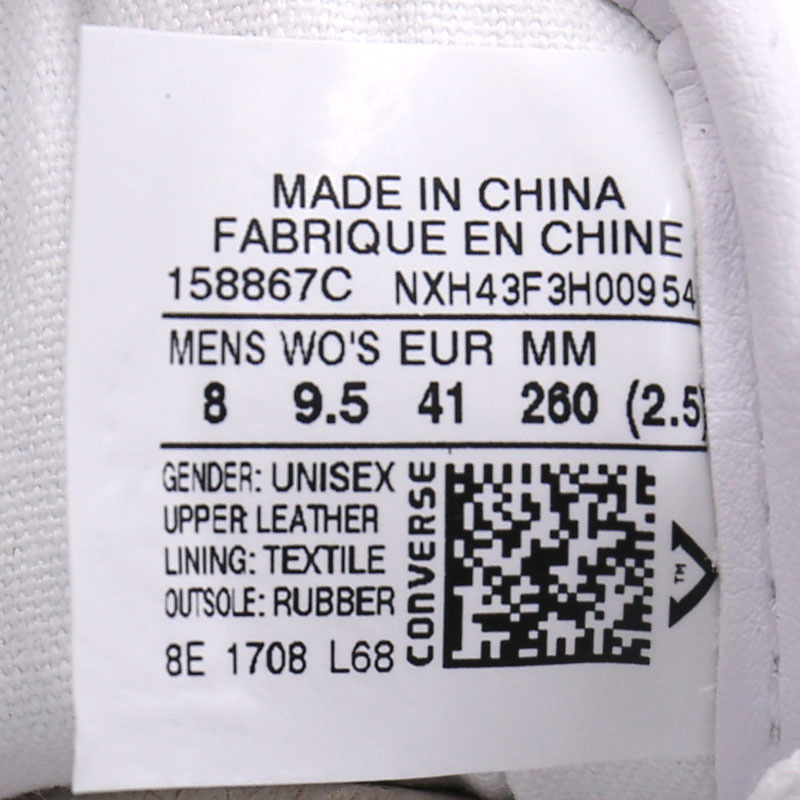 MADE IN CHINA
FABRIQUE EN CHINE
158867C NXH43F3H00954
MENS WO'S EUR MM
8 9.5 41 260 (2.5)
GENDER: UNISEX
UPPER: LEATHER
LINING: TEXTILE
OUTSOLE: RUBBER
8E 1708 L68
CONVERSE
TM